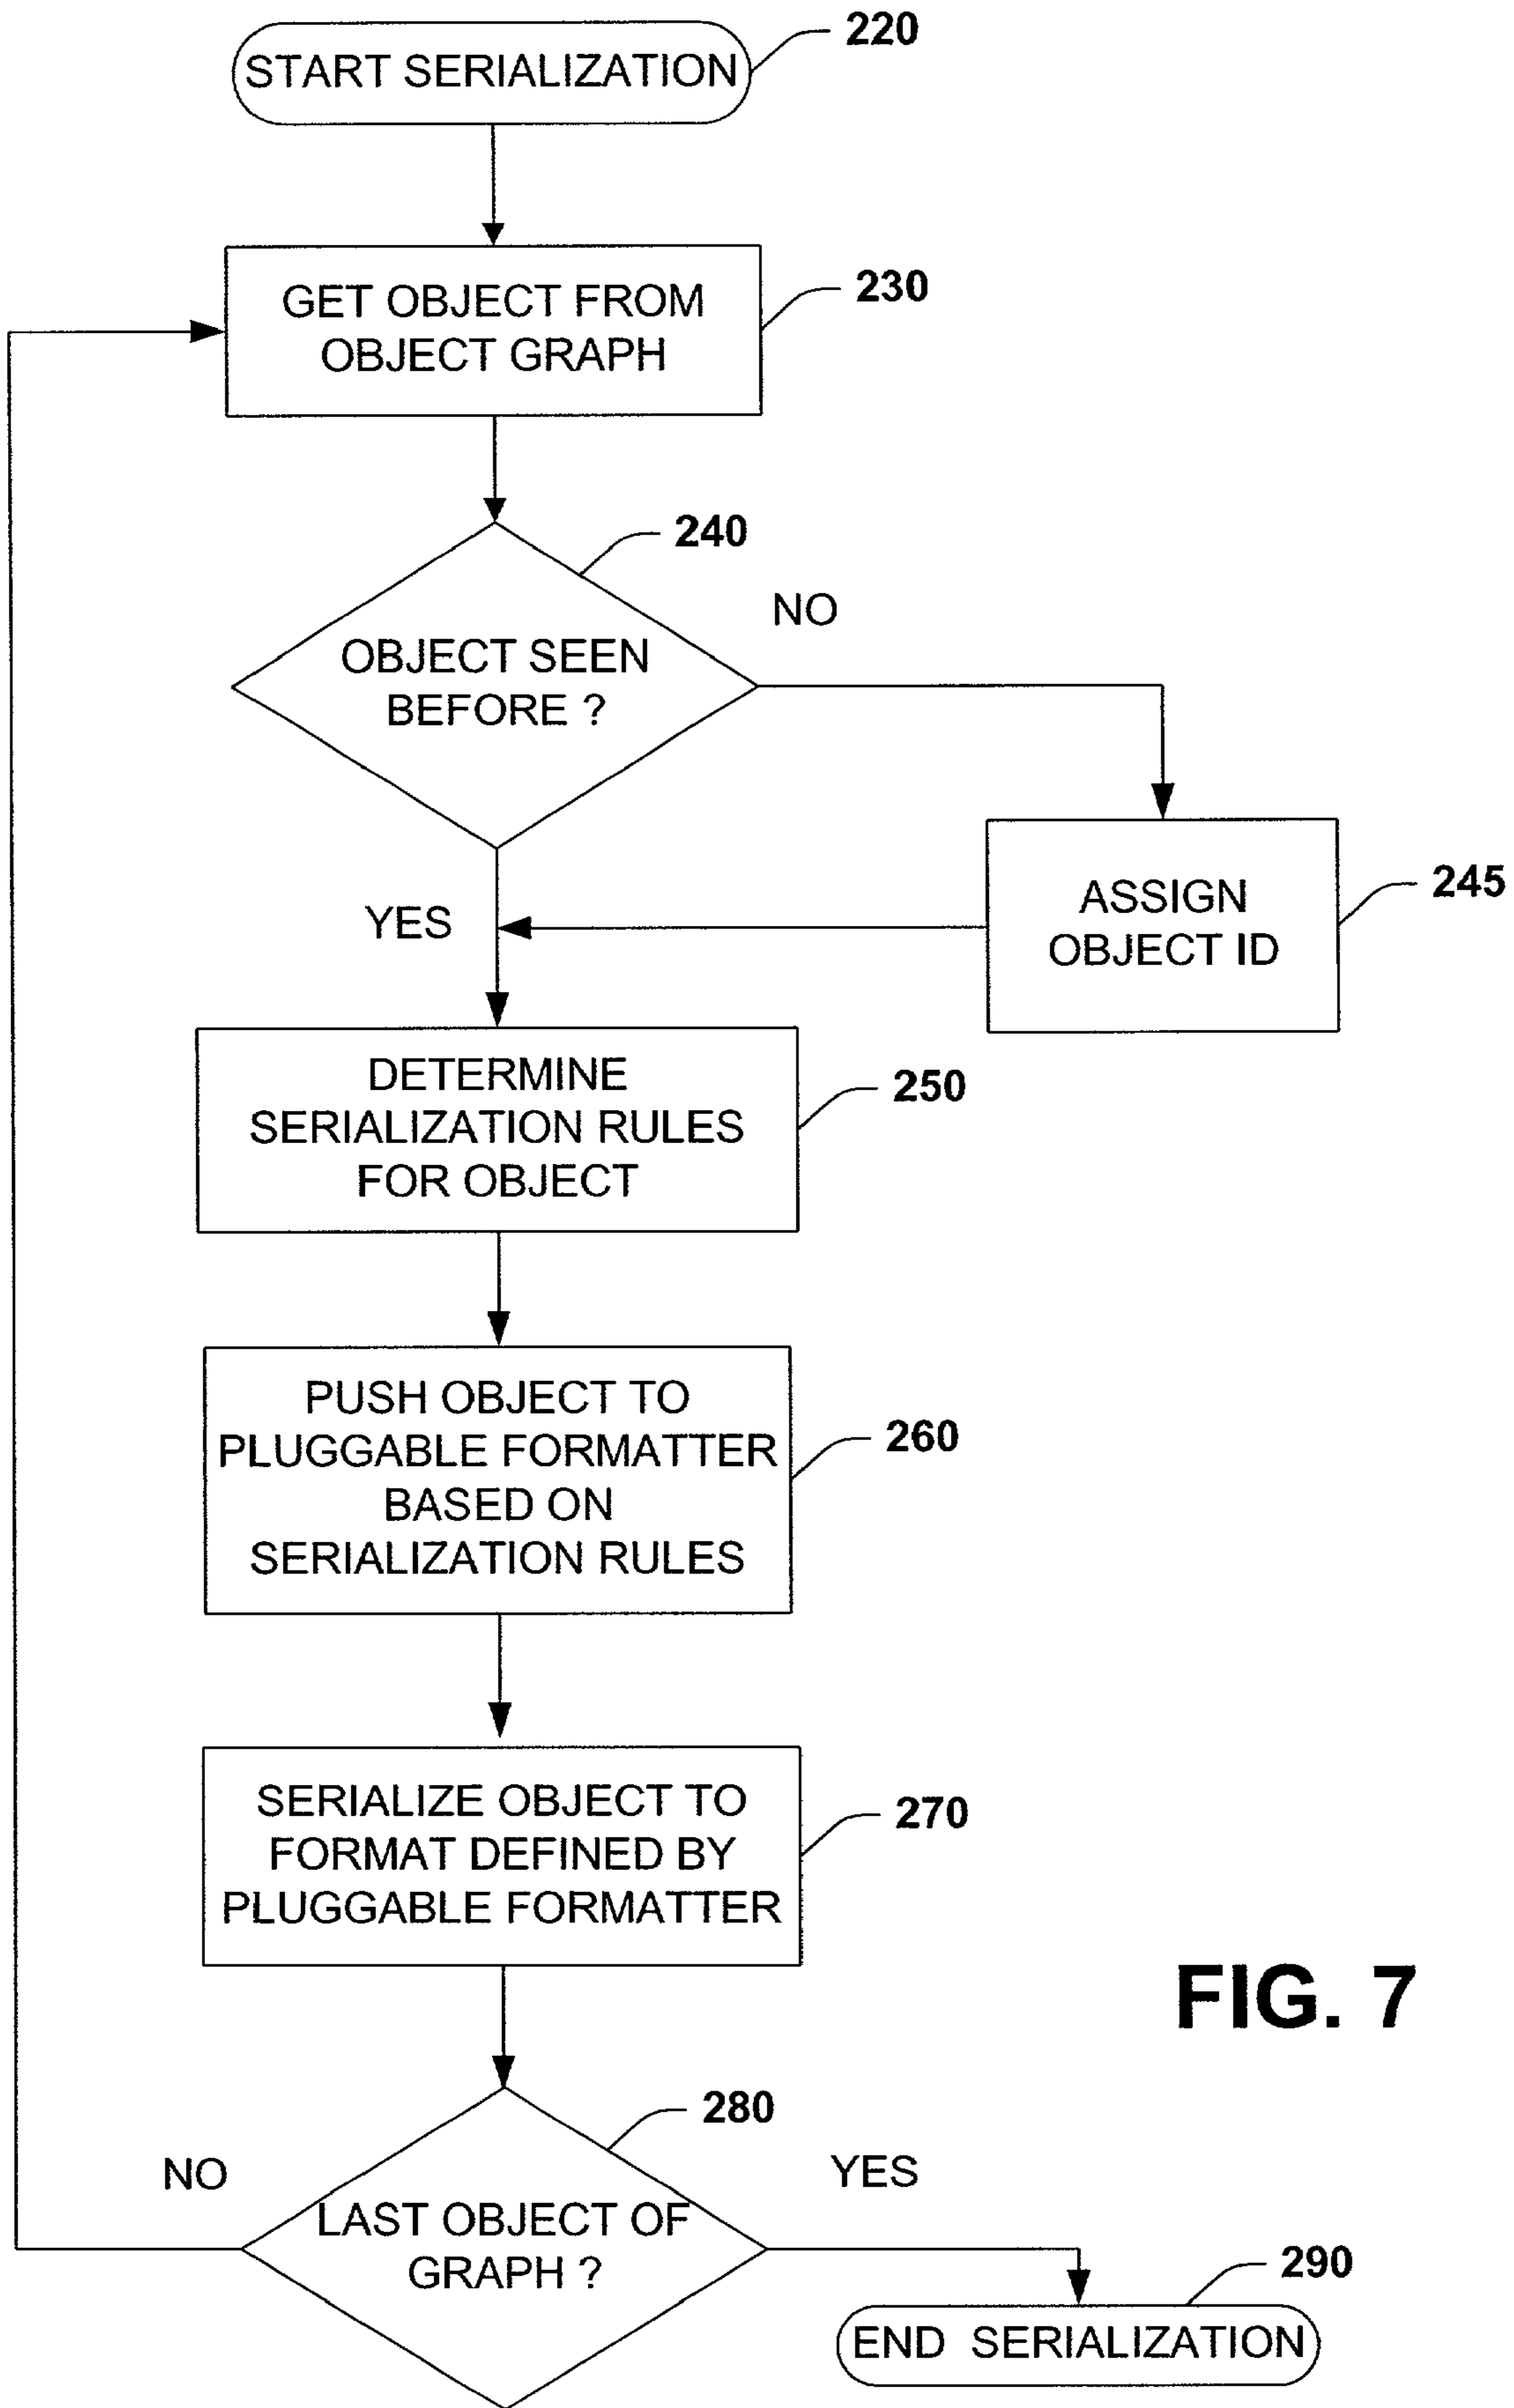 START SERIALIZATION
220
GET OBJECT FROM
OBJECT GRAPH
230
OBJECT SEEN
BEFORE ?
240
NO
YES
ASSIGN
OBJECT ID
245
DETERMINE
SERIALIZATION RULES
FOR OBJECT
250
PUSH OBJECT TO
PLUGGABLE FORMATTER
BASED ON
SERIALIZATION RULES
260
SERIALIZE OBJECT TO
FORMAT DEFINED BY
PLUGGABLE FORMATTER
270
FIG. 7
LAST OBJECT OF
GRAPH ?
280
NO
YES
END SERIALIZATION
290